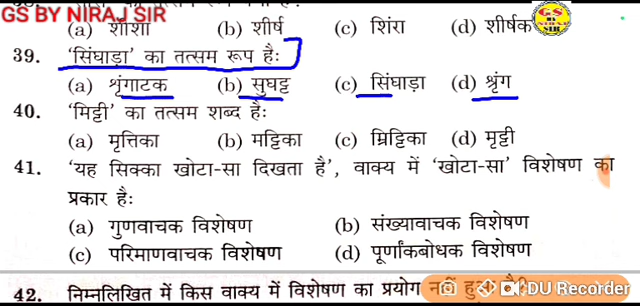 GS BY NIRAJ SIR
(a) शीशा (b) शीर्ष (c) शिंरा (d) शीर्षक
39. ‘सिंघाड़ा’ का तत्सम रूप हैः
(a) शृंगाटक (b) सुघट्ट (c) सिंघाड़ा (d) श्रृंग
40. ‘मिट्टी’ का तत्सम शब्द हैः
(a) मृत्तिका (b) मट्टिका (c) म्रिट्टिका (d) मृट्टी
41. ‘यह सिक्का खोटा-सा दिखता है’, वाक्य में ‘खोटा-सा’ विशेषण का
प्रकार हैः
(a) गुणवाचक विशेषण (b) संख्यावाचक विशेषण
(c) परिमाणवाचक विशेषण (d) पूर्णांकबोधक विशेषण
42. निम्नलिखित में किस वाक्य में विशेषण का प्रयोग नहीं
DU Recorder